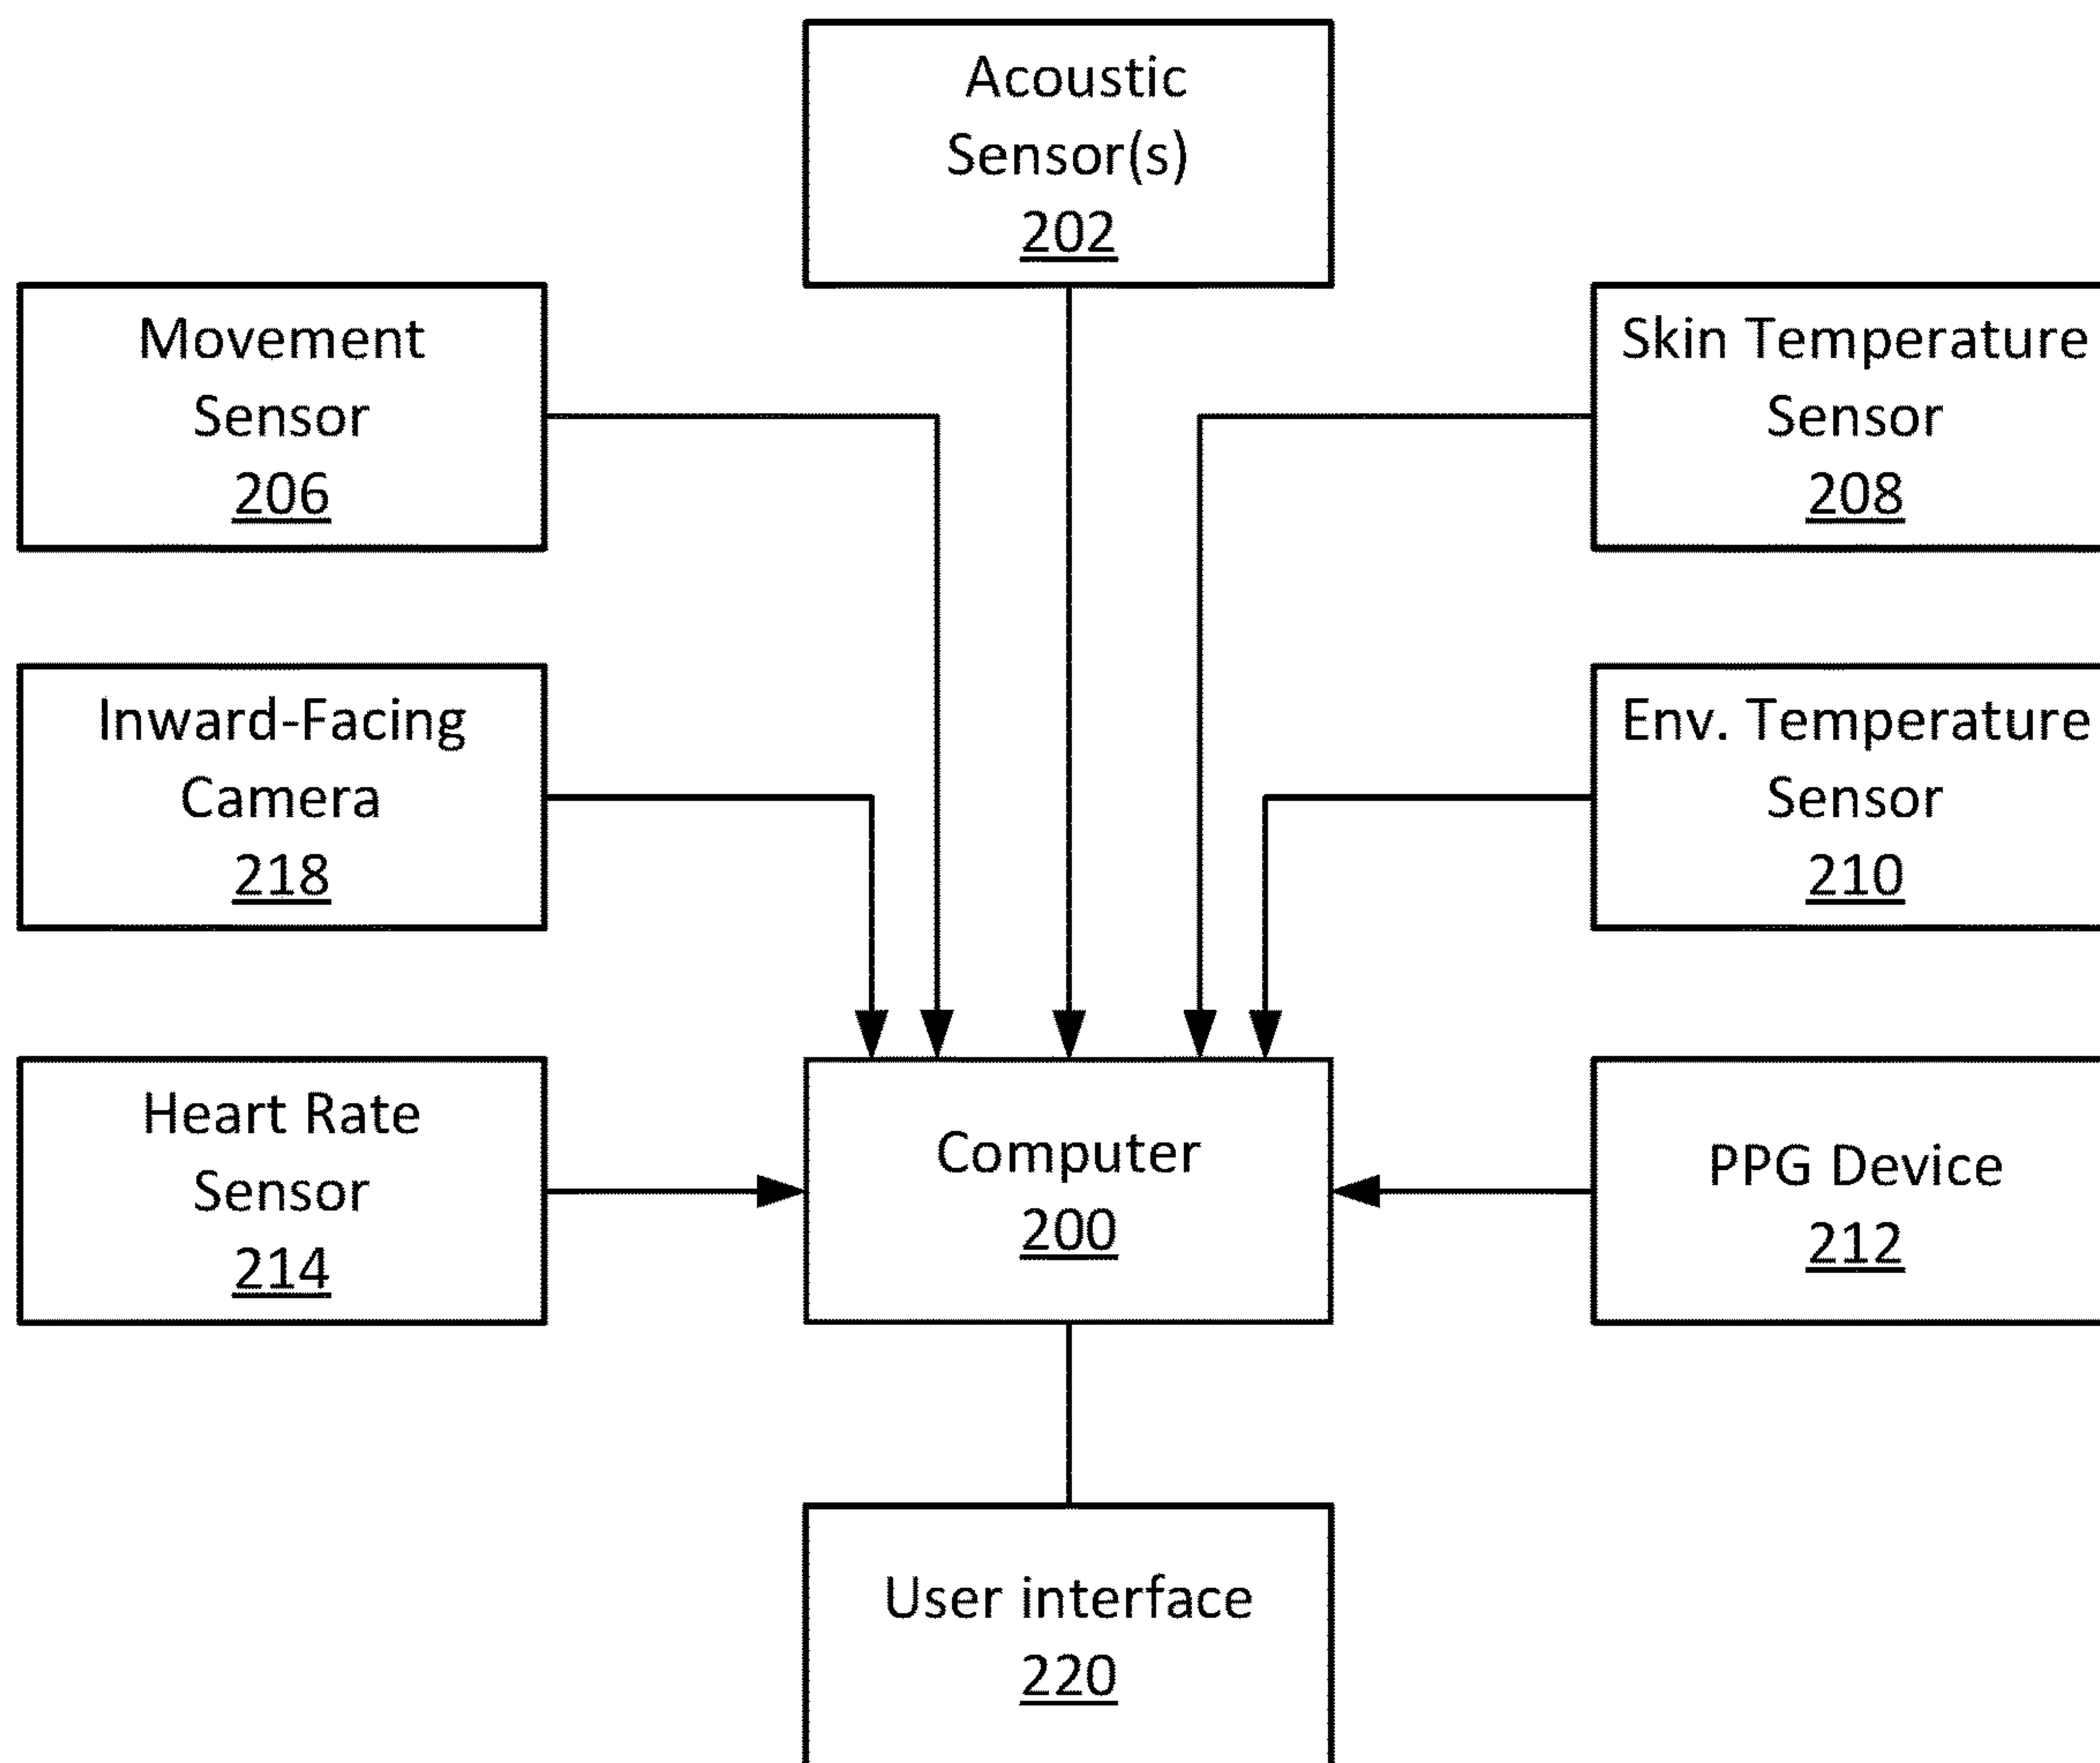 Acoustic
Sensor(s)
202
Movement
Sensor
206
Skin Temperature
Sensor
208
Inward-Facing
Camera
218
Env. Temperature
Sensor
210
Heart Rate
Sensor
214
Computer
200
PPG Device
212
User interface
220